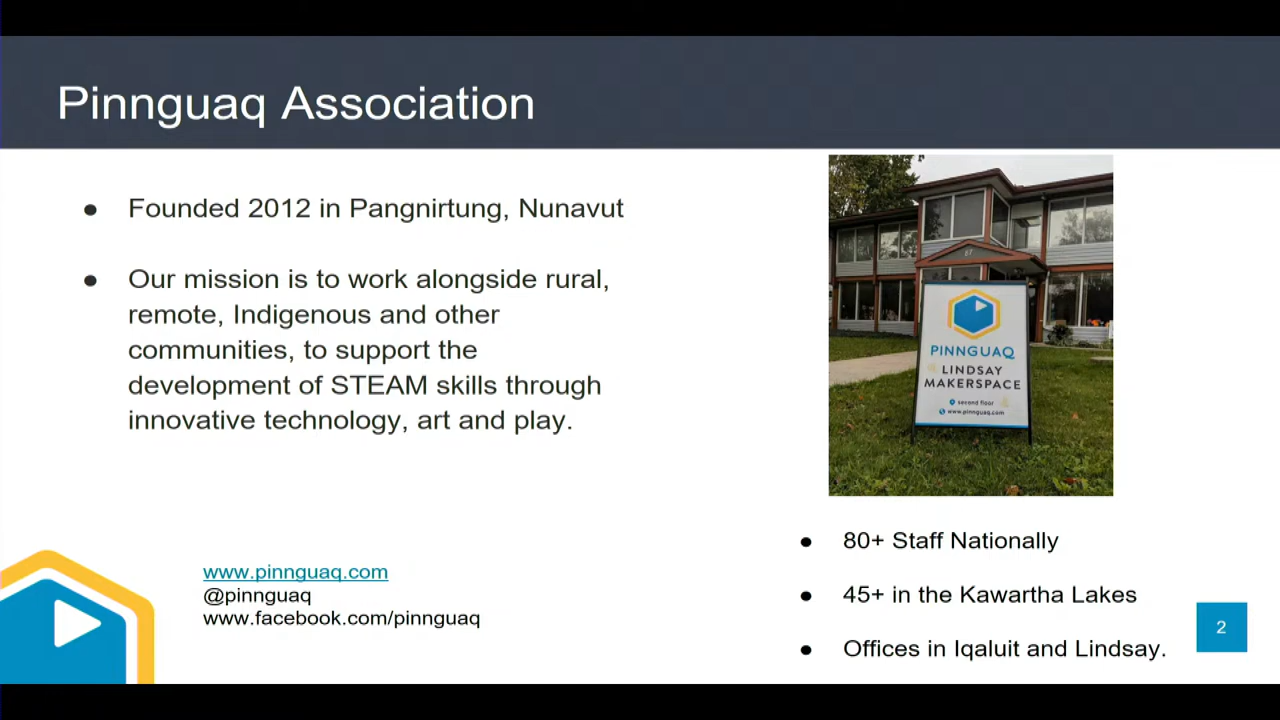 Pinnguaq Association
● Founded 2012 in Pangnirtung, Nunavut
● Our mission is to work alongside rural,
remote, Indigenous and other
communities, to support the
development of STEAM skills through
innovative technology, art and play.
www.pinnguaq.com
@pinnguaq
www.facebook.com/pinnguaq
27
PINNGUAQ
LINDSAY
MAKERSPACE
second floor
www.pinnguaq.com
● 80+ Staff Nationally
● 45+ in the Kawartha Lakes
● Offices in Iqaluit and Lindsay.
2